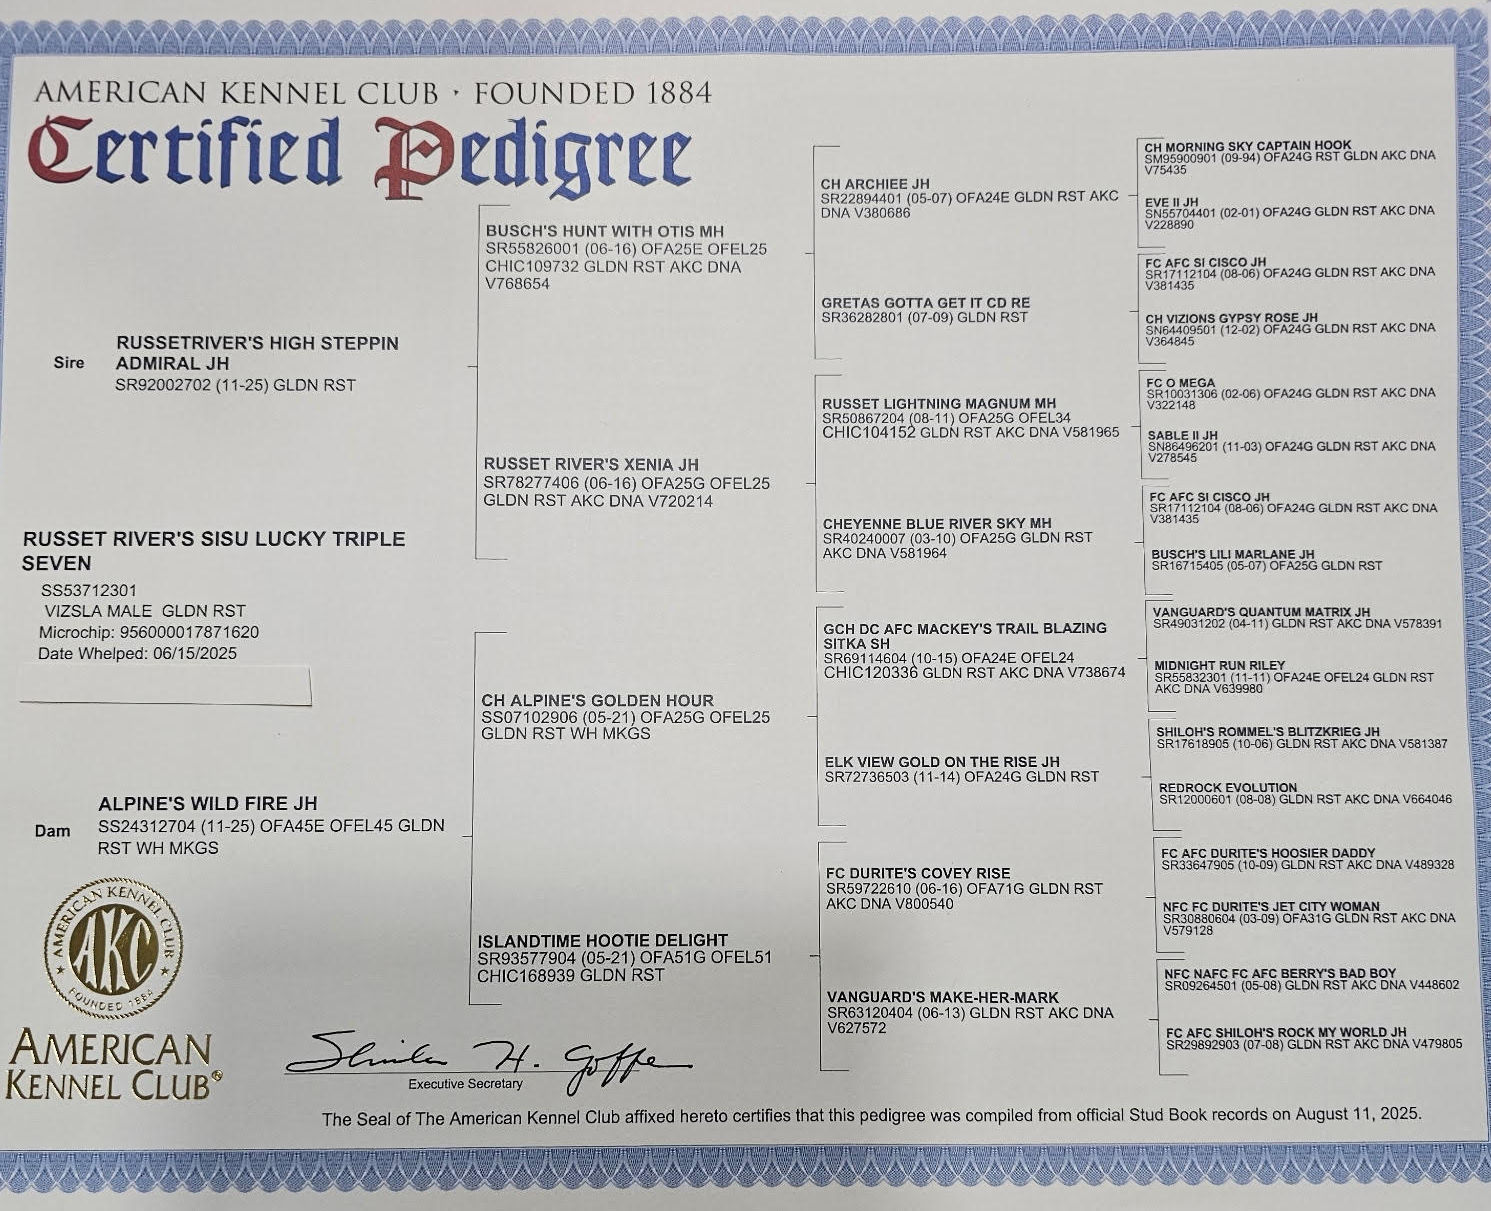 AMERICAN KENNEL CLUB · FOUNDED 1884
Certified Pedigree
Sire
RUSSETRIVER'S HIGH STEPPIN
ADMIRAL JH
SR92002702 (11-25) GLDN RST
RUSSET RIVER'S SISU LUCKY TRIPLE
SEVEN
SS53712301
VIZSLA MALE GLDN RST
Microchip: 956000017871620
Date Whelped: 06/15/2025
Dam
ALPINE'S WILD FIRE JH
SS24312704 (11-25) OFA45E OFEL45 GLDN
RST WH MKGS
BUSCH'S HUNT WITH OTIS MH
SR55826001 (06-16) OFA25E OFEL25
CHIC109732 GLDN RST AKC DNA
V768654
RUSSET RIVER'S XENIA JH
SR78277406 (06-16) OFA25G OFEL25
GLDN RST AKC DNA V720214
CH ALPINE'S GOLDEN HOUR
SS07102906 (05-21) OFA25G OFEL25
GLDN RST WH MKGS
ISLANDTIME HOOTIE DELIGHT
SR93577904 (05-21) OFA51G OFEL51
CHIC168939 GLDN RST
CH ARCHIEE JH
SR22894401 (05-07) OFA24E GLDN RST AKC
DNA V380686
GRETAS GOTTA GET IT CD RE
SR36282801 (07-09) GLDN RST
RUSSET LIGHTNING MAGNUM MH
SR50867204 (08-11) OFA25G OFEL34
CHIC104152 GLDN RST AKC DNA V581965
CHEYENNE BLUE RIVER SKY MH
SR40240007 (03-10) OFA25G GLDN RST
AKC DNA V581964
GCH DC AFC MACKEY'S TRAIL BLAZING
SITKA SH
SR69114604 (10-15) OFA24E OFEL24
CHIC120336 GLDN RST AKC DNA V738674
ELK VIEW GOLD ON THE RISE JH
SR72736503 (11-14) OFA24G GLDN RST
FC DURITE'S COVEY RISE
SR59722610 (06-16) OFA71G GLDN RST
AKC DNA V800540
VANGUARD'S MAKE-HER-MARK
SR63120404 (06-13) GLDN RST AKC DNA
V627572
CH MORNING SKY CAPTAIN HOOK
SM95900901 (09-94) OFA24G RST GLDN AKC DNA
V75435
EVE II JH
SN55704401 (02-01) OFA24G GLDN RST AKC DNA
V228890
FC AFC SI CISCO JH
SR17112104 (08-06) OFA24G GLDN RST AKC DNA
V381435
CH VIZIONS GYPSY ROSE JH
SN64409501 (12-02) OFA24G GLDN RST AKC DNA
V364845
FC O MEGA
SR10031306 (02-06) OFA24G GLDN RST AKC DNA
V322148
SABLE II JH
SN86496201 (11-03) OFA24G GLDN RST AKC DNA
V278545
FC AFC SI CISCO JH
SR17112104 (08-06) OFA24G GLDN RST AKC DNA
V381435
BUSCH'S LILI MARLANE JH
SR16715405 (05-07) OFA25G GLDN RST
VANGUARD'S QUANTUM MATRIX JH
SR49031202 (04-11) GLDN RST AKC DNA V578391
MIDNIGHT RUN RILEY
SR55832301 (11-11) OFA24E OFEL24 GLDN RST
AKC DNA V639980
SHILOH'S ROMMEL'S BLITZKRIEG JH
SR17618905 (10-06) GLDN RST AKC DNA V581387
REDROCK EVOLUTION
SR12000601 (08-08) GLDN RST AKC DNA V664046
FC AFC DURITE'S HOOSIER DADDY
SR33647905 (10-09) GLDN RST AKC DNA V489328
NFC FC DURITE'S JET CITY WOMAN
SR30880604 (03-09) OFA31G GLDN RST AKC DNA
V579128
NFC NAFC FC AFC BERRY'S BAD BOY
SR09264501 (05-08) GLDN RST AKC DNA V448602
FC AFC SHILOH'S ROCK MY WORLD JH
SR29892903 (07-08) GLDN RST AKC DNA V479805
AMERICAN KENNEL CLUB
AKC
FOUNDED 1884
AMERICAN
KENNEL CLUB®
Executive Secretary
The Seal of The American Kennel Club affixed hereto certifies that this pedigree was compiled from official Stud Book records on August 11, 2025.